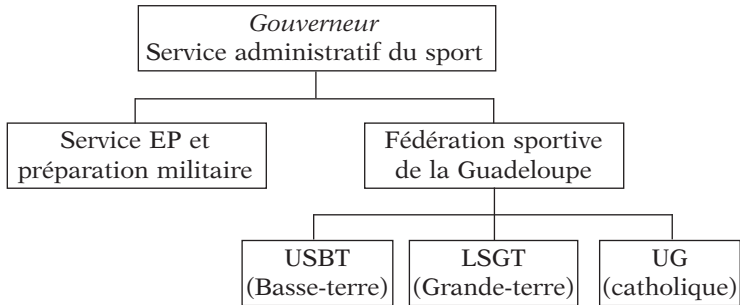 Gouverneur
Service administratif du sport
Service EP et
préparation militaire
Fédération sportive
de la Guadeloupe
USBT
(Basse-terre)
LSGT
(Grande-terre)
UG
(catholique)